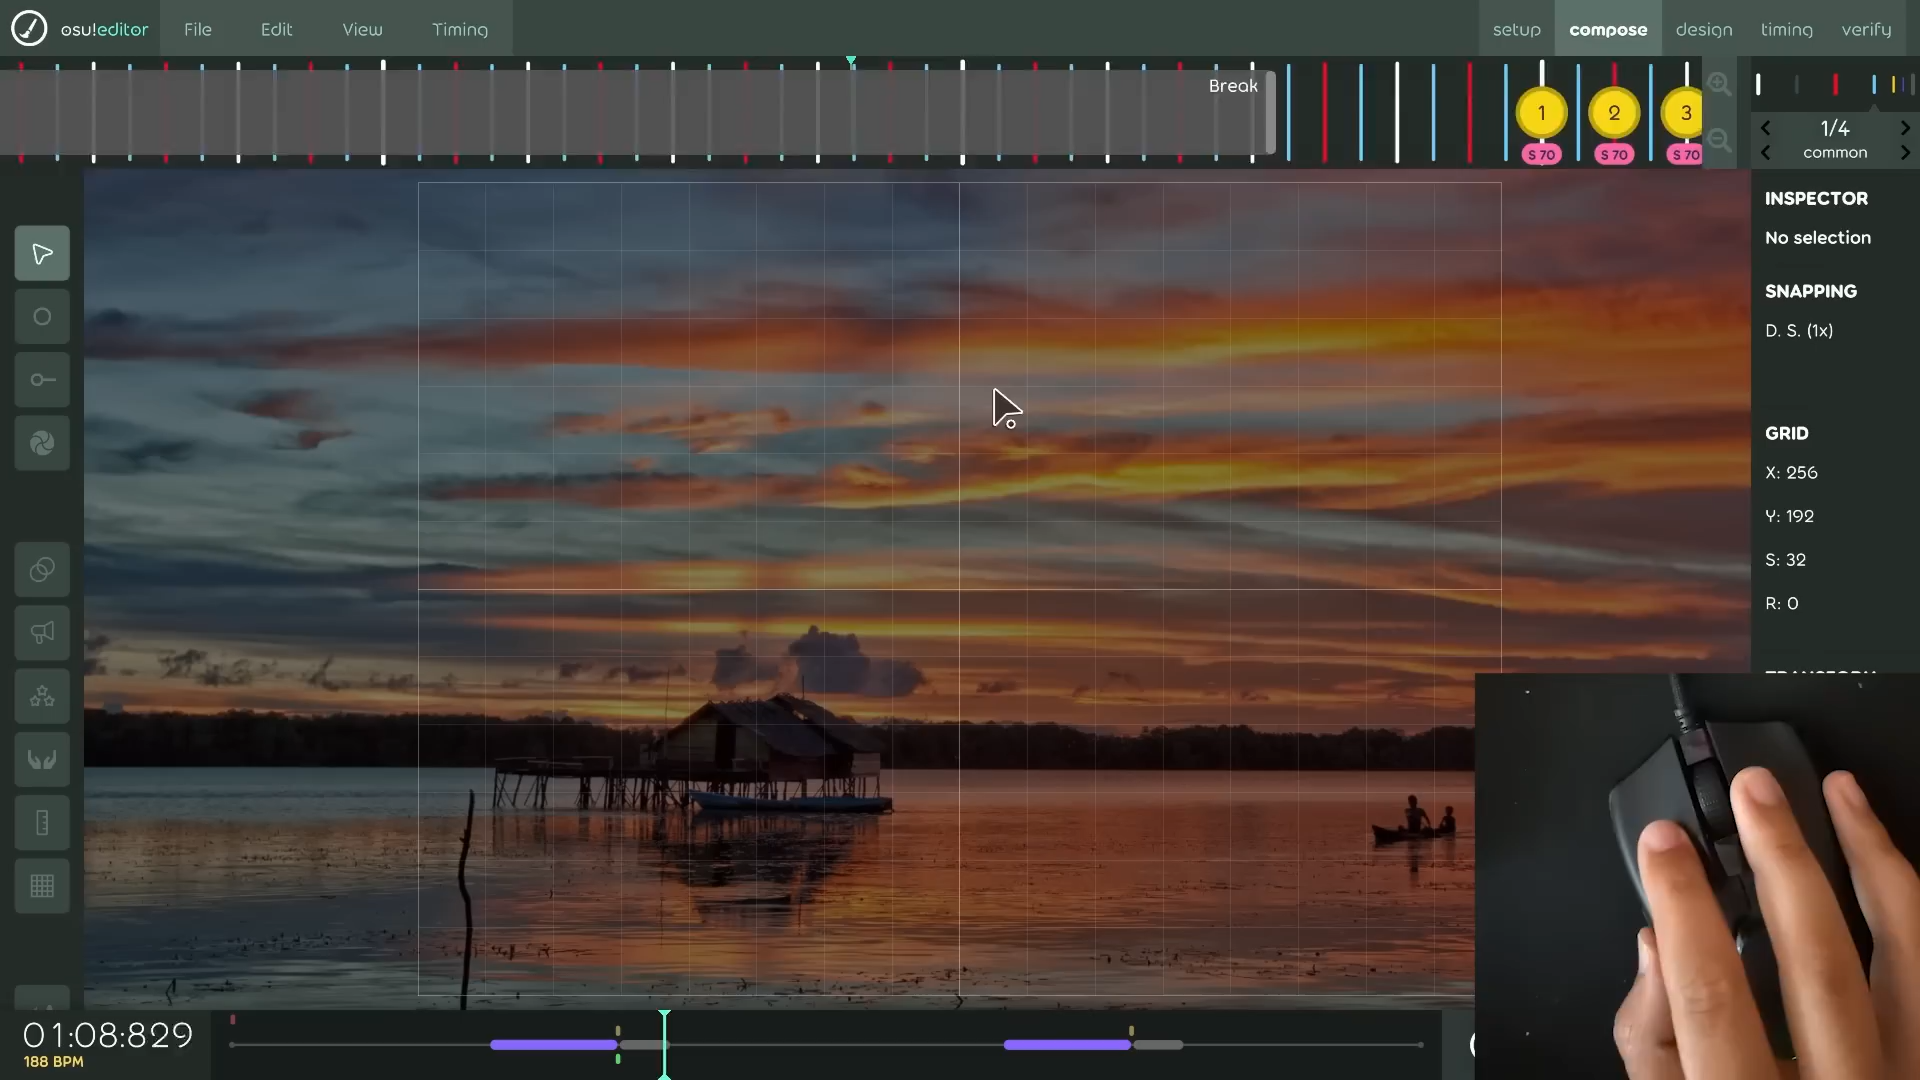 osu!editor File Edit View Timing setup compose design timing verify
Break
1 2 3
S 70 S 70 S 70
1/4
common
INSPECTOR
No selection
SNAPPING
D. S. (1x)
GRID
X: 256
Y: 192
S: 32
R: 0
01:08:829
188 BPM